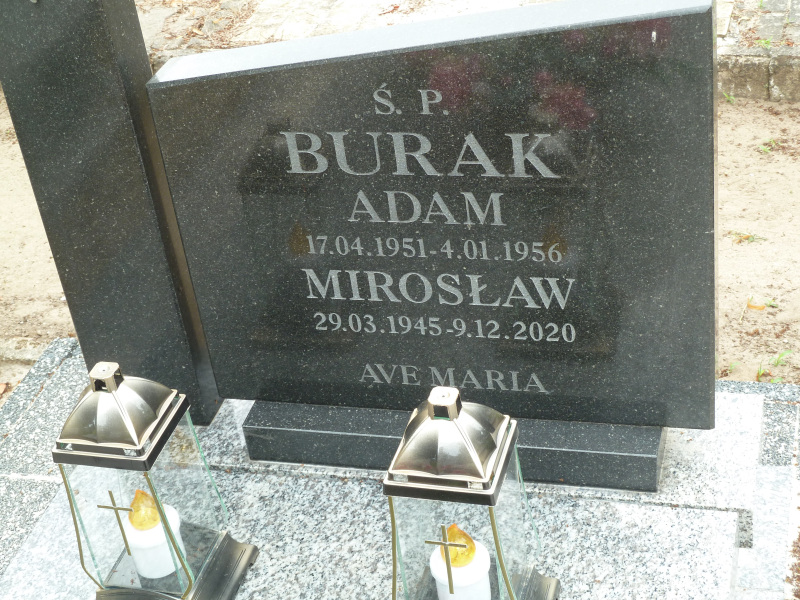 Ś. P.
BURAK
ADAM
17.04.1951-4.01.1956
MIROSŁAW
29.03.1945-9.12.2020
AVE MARIA